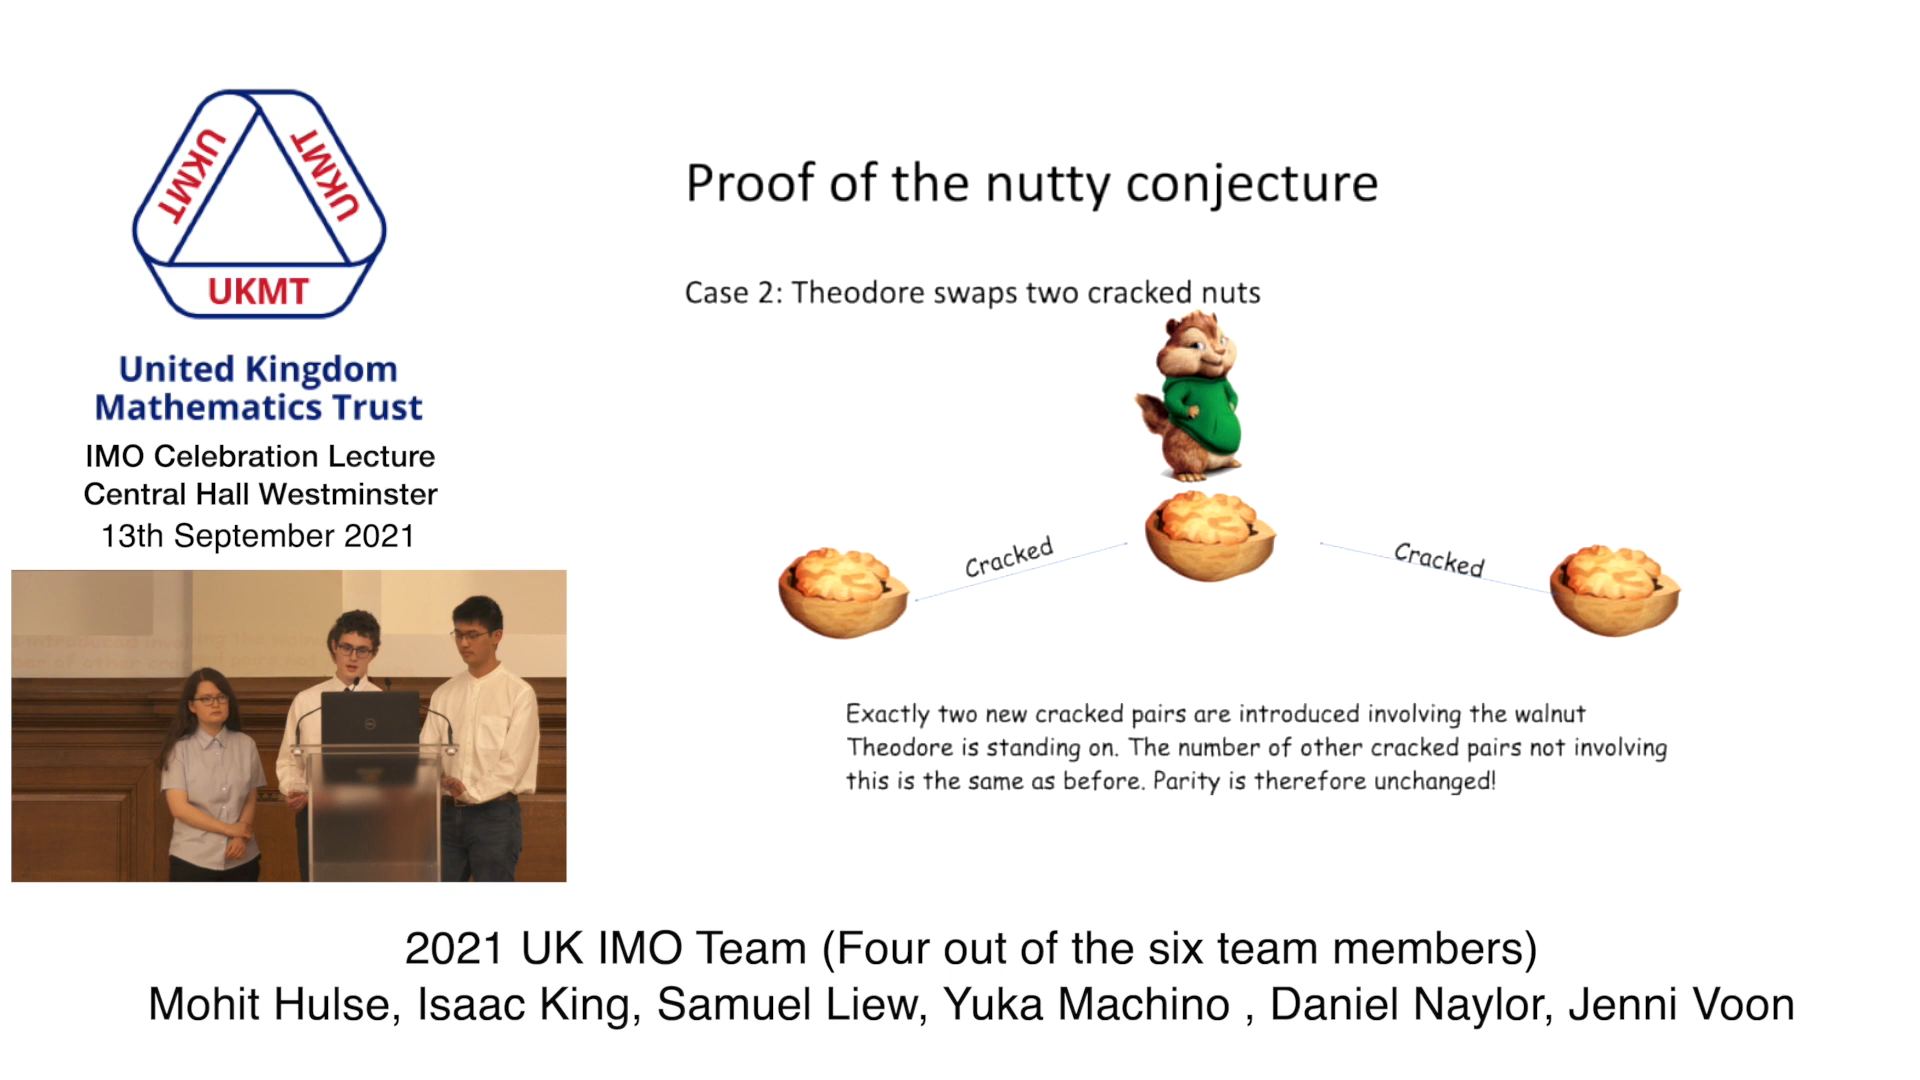 UKMT
UKMT
UKMT
United Kingdom
Mathematics Trust
IMO Celebration Lecture
Central Hall Westminster
13th September 2021
Proof of the nutty conjecture
Case 2: Theodore swaps two cracked nuts
Cracked
Cracked
Exactly two new cracked pairs are introduced involving the walnut
Theodore is standing on. The number of other cracked pairs not involving
this is the same as before. Parity is therefore unchanged!
2021 UK IMO Team (Four out of the six team members)
Mohit Hulse, Isaac King, Samuel Liew, Yuka Machino , Daniel Naylor, Jenni Voon